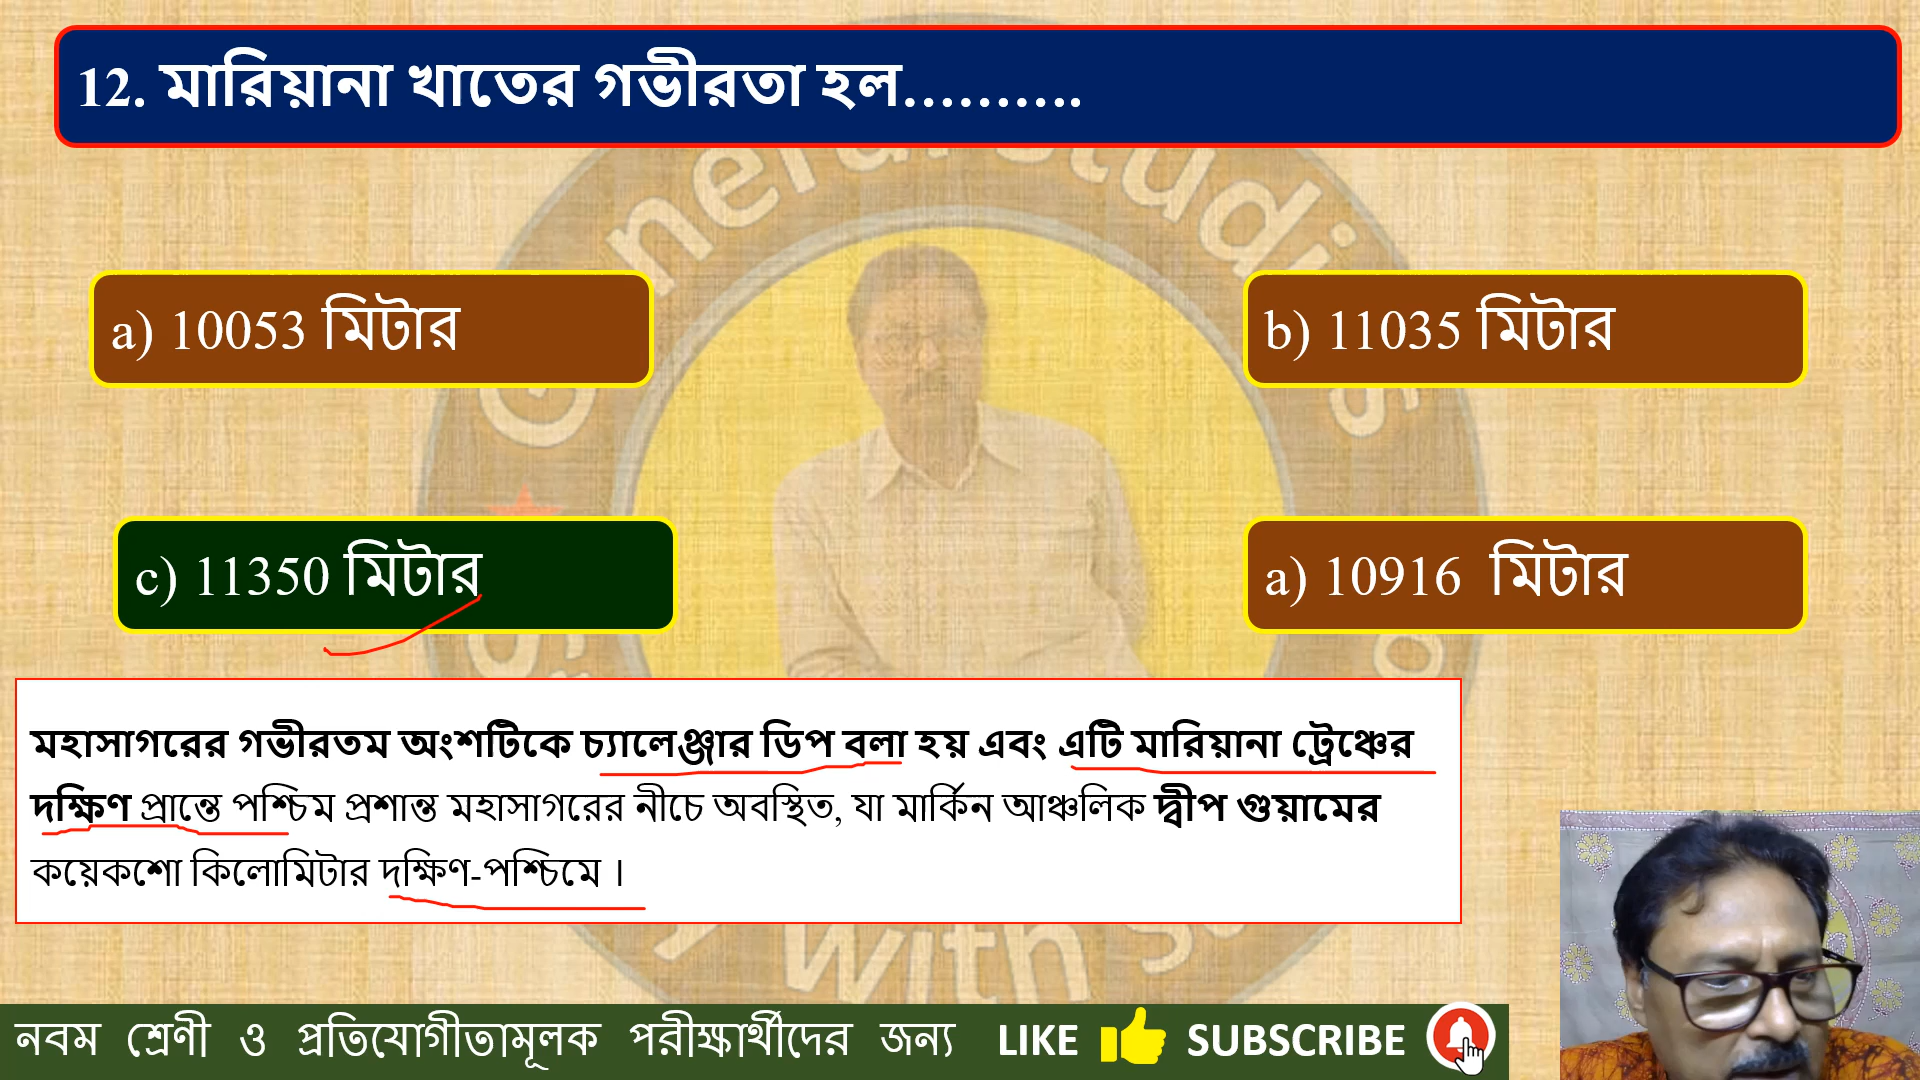 12. মারিয়ানা খাতের গভীরতা হল..........
a) 10053 মিটার
b) 11035 মিটার
c) 11350 মিটার
a) 10916 মিটার
মহাসাগরের গভীরতম অংশটিকে চ্যালেঞ্জার ডিপ বলা হয় এবং এটি মারিয়ানা ট্রেঞ্চের
দক্ষিণ প্রান্তে পশ্চিম প্রশান্ত মহাসাগরের নীচে অবস্থিত, যা মার্কিন আঞ্চলিক দ্বীপ গুয়ামের
কয়েকশো কিলোমিটার দক্ষিণ-পশ্চিমে ।
with
নবম শ্রেণী ও প্রতিযোগীতামূলক পরীক্ষার্থীদের জন্য LIKE SUBSCRIBE